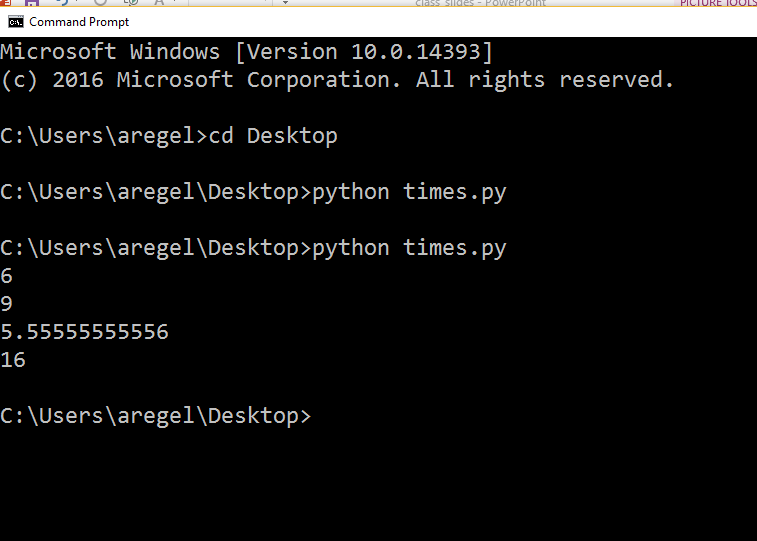 class slides - PowerPoint
PICTURE TOOLS
Command Prompt
Microsoft Windows [Version 10.0.14393]
(c) 2016 Microsoft Corporation. All rights reserved.
C:\Users\aregel>cd Desktop
C:\Users\aregel\Desktop>python times.py
C:\Users\aregel\Desktop>python times.py
6
9
5.55555555556
16
C:\Users\aregel\Desktop>